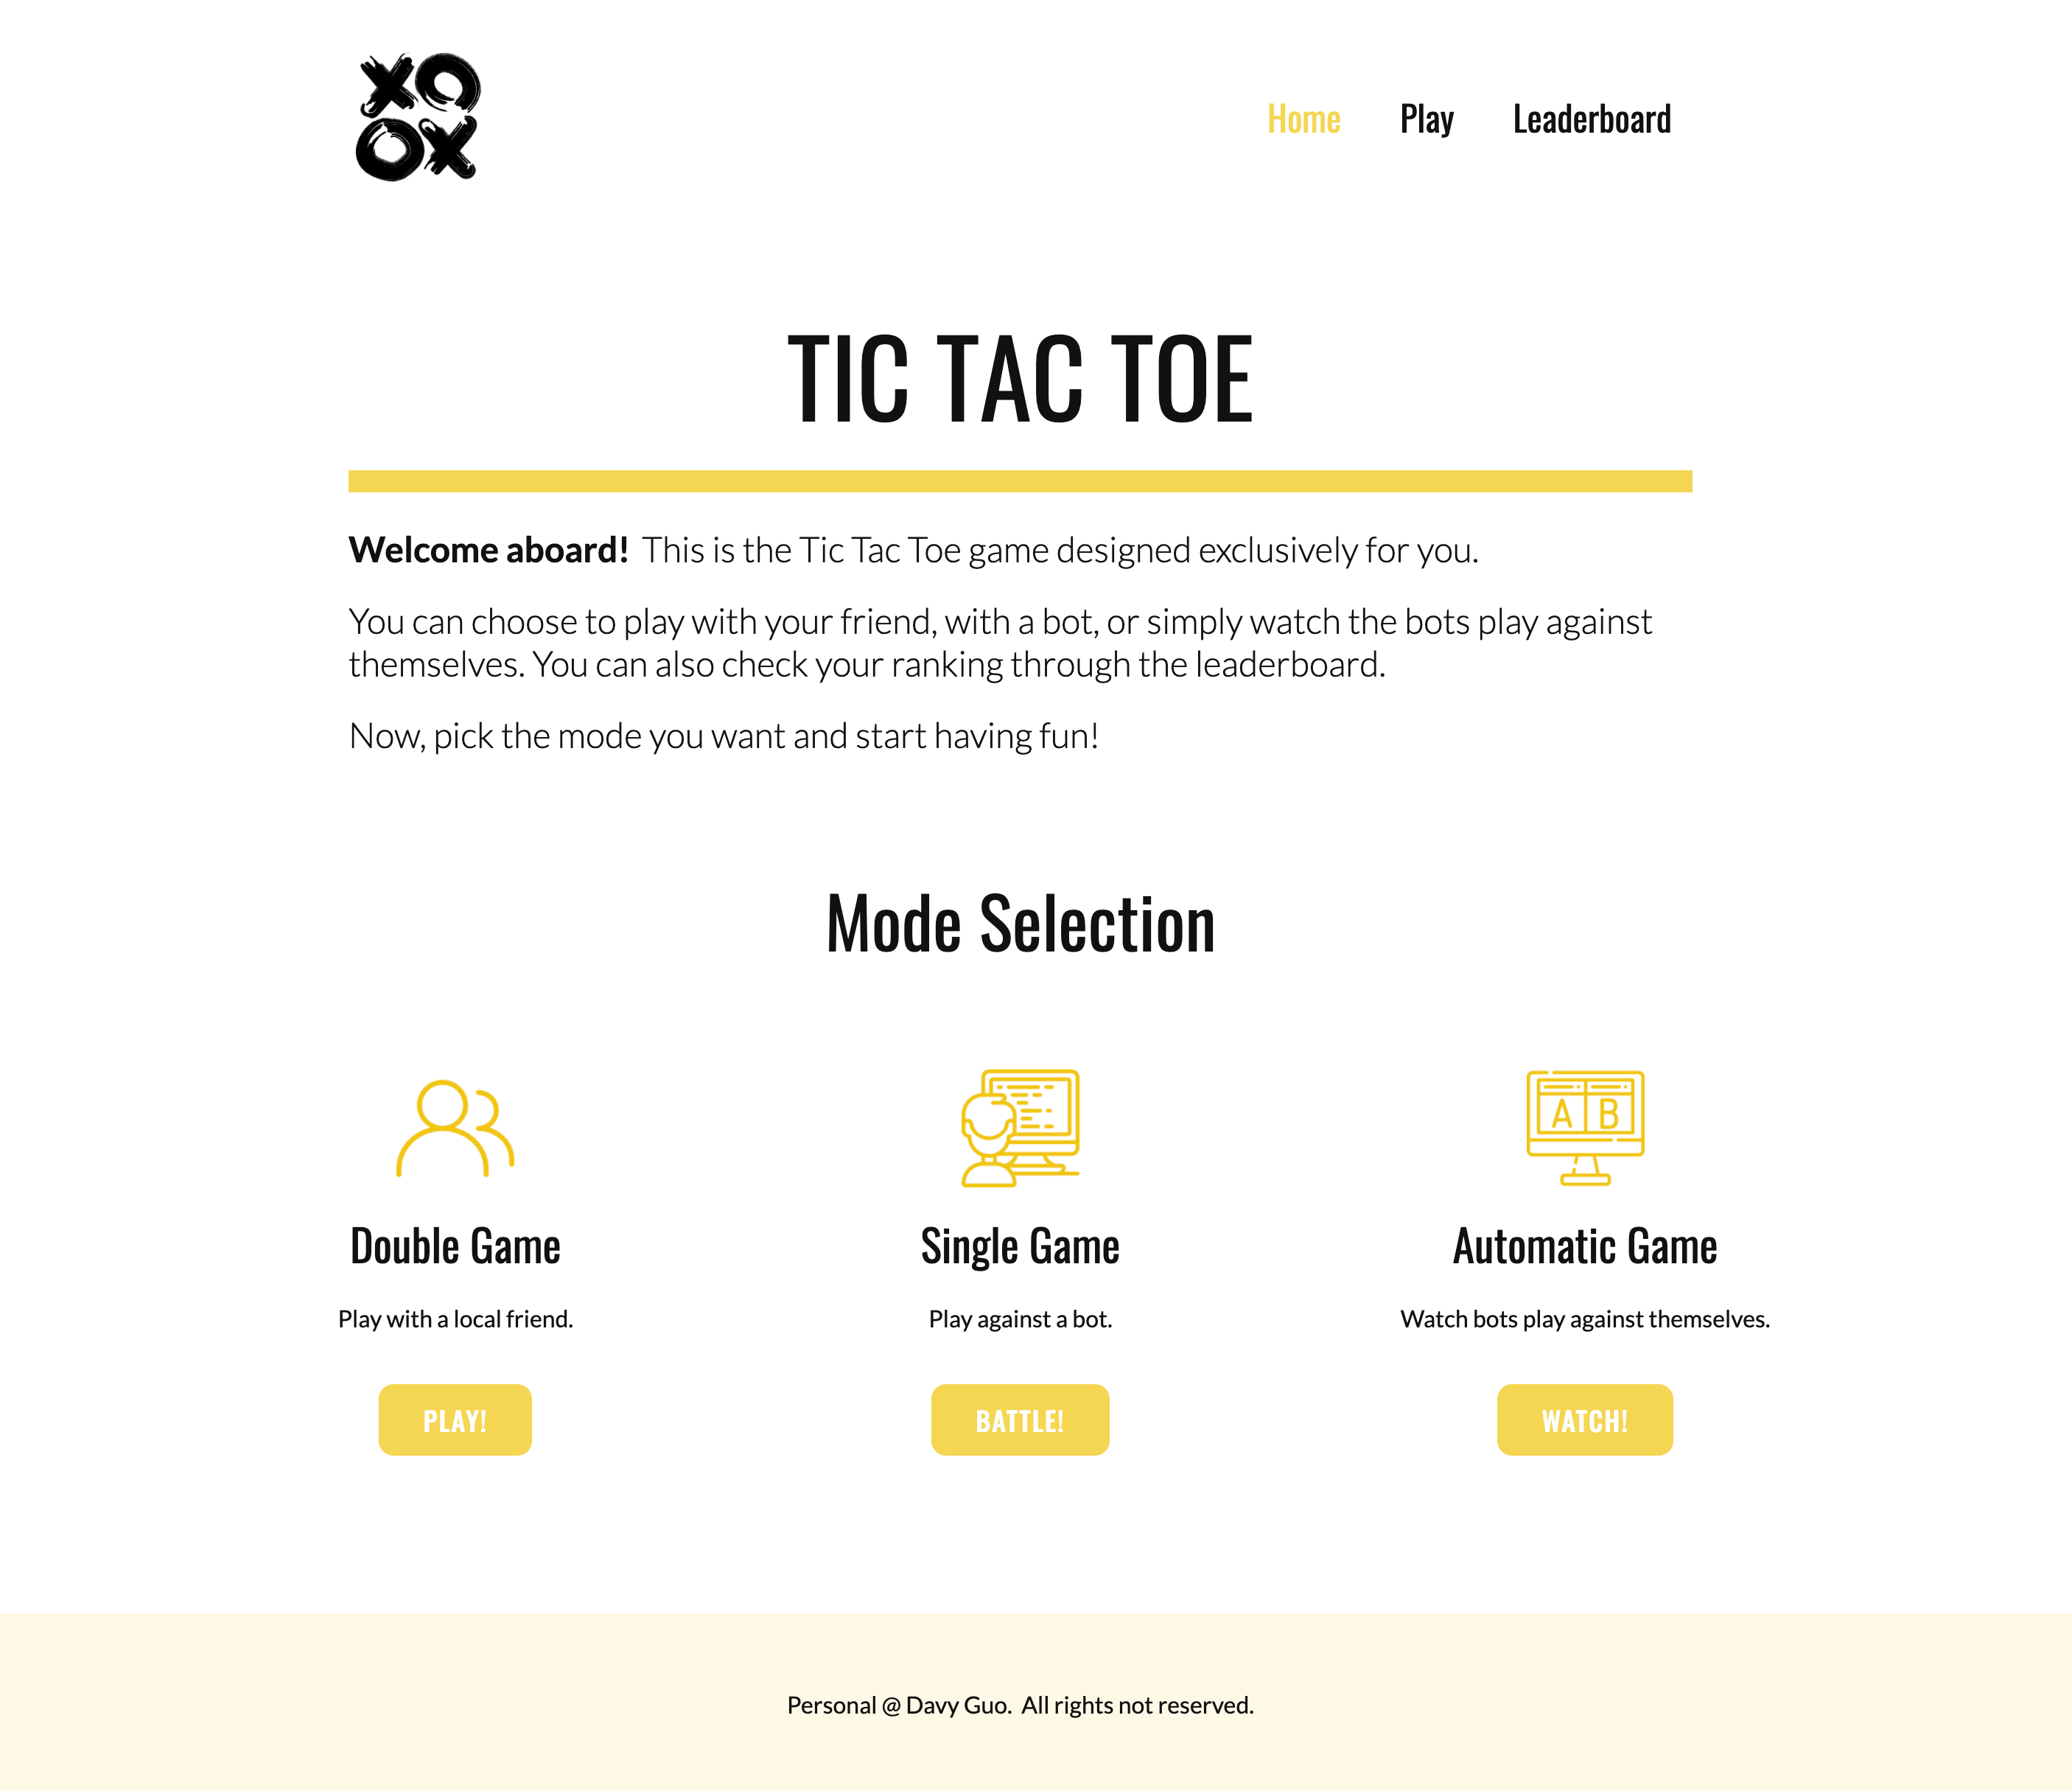 XO
OX
Home Play Leaderboard
TIC TAC TOE
Welcome aboard! This is the Tic Tac Toe game designed exclusively for you.
You can choose to play with your friend, with a bot, or simply watch the bots play against
themselves. You can also check your ranking through the leaderboard.
Now, pick the mode you want and start having fun!
Mode Selection
A B
Double Game
Play with a local friend.
PLAY!
Single Game
Play against a bot.
BATTLE!
Automatic Game
Watch bots play against themselves.
WATCH!
Personal @ Davy Guo. All rights not reserved.